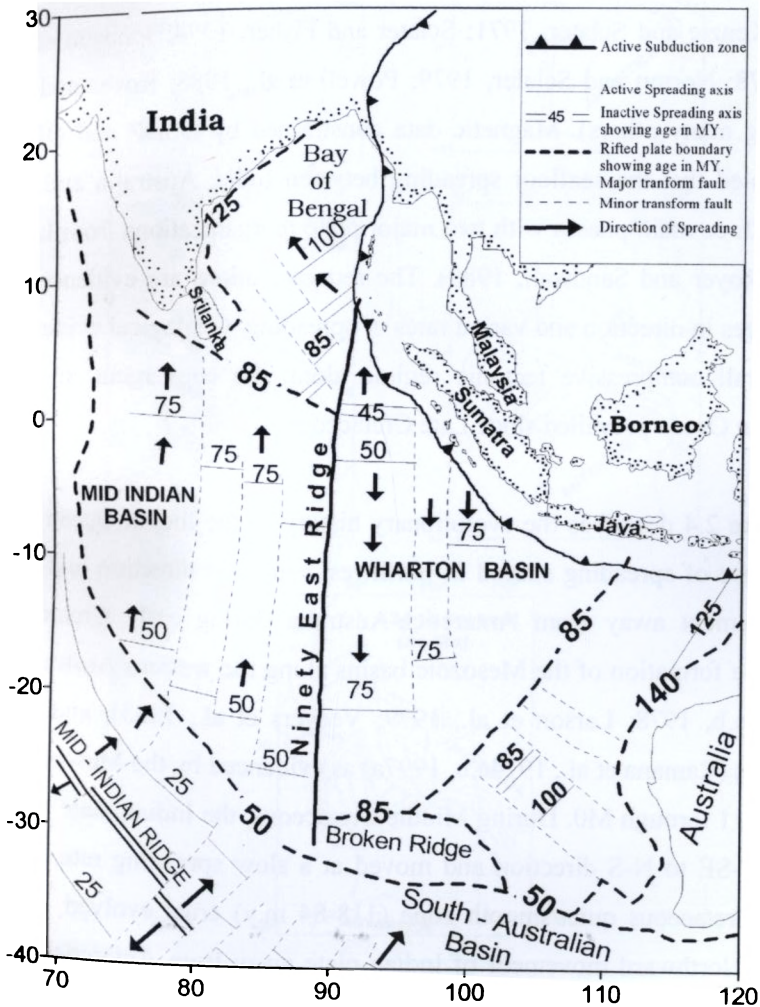 30
20
10
0
-10
-20
-30
-40
70
80
90
100
110
120
Active Subduction zone
Active Spreading axis
45
Inactive Spreading axis
showing age in MY.
Rifted plate boundary
showing age in MY.
Major tranform fault
Minor transform fault
Direction of Spreading
India
Bay
of
Bengal
125
100
Srilanka
85
85
Malaysia
Sumatra
Borneo
Java
75
45
50
75
75
75
MID INDIAN
BASIN
WHARTON BASIN
Niney East Ridge
125
85
140
50
75
75
50
50
85
100
Australia
MID INDIAN RIDGE
25
25
50
85
Broken Ridge
50
South Australian
Basin